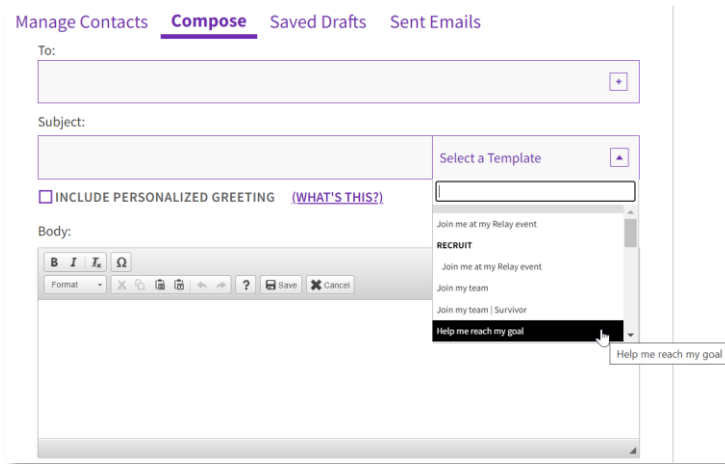 Manage Contacts Compose Saved Drafts Sent Emails
To:
+
Subject:
Select a Template
INCLUDE PERSONALIZED GREETING (WHAT'S THIS?)
Join me at my Relay event
Body:
RECRUIT
B I Tx Ω
Join me at my Relay event
Format ? Save Cancel
Join my team
Join my team | Survivor
Help me reach my goal
Help me reach my goal